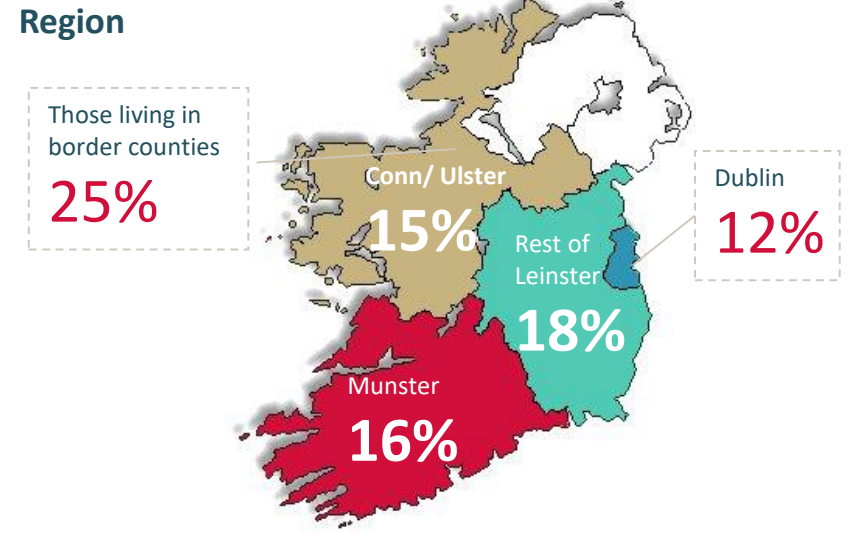 Region
Those living in
border counties
25%
Conn/ Ulster
15%
Dublin
12%
Rest of
Leinster
18%
Munster
16%